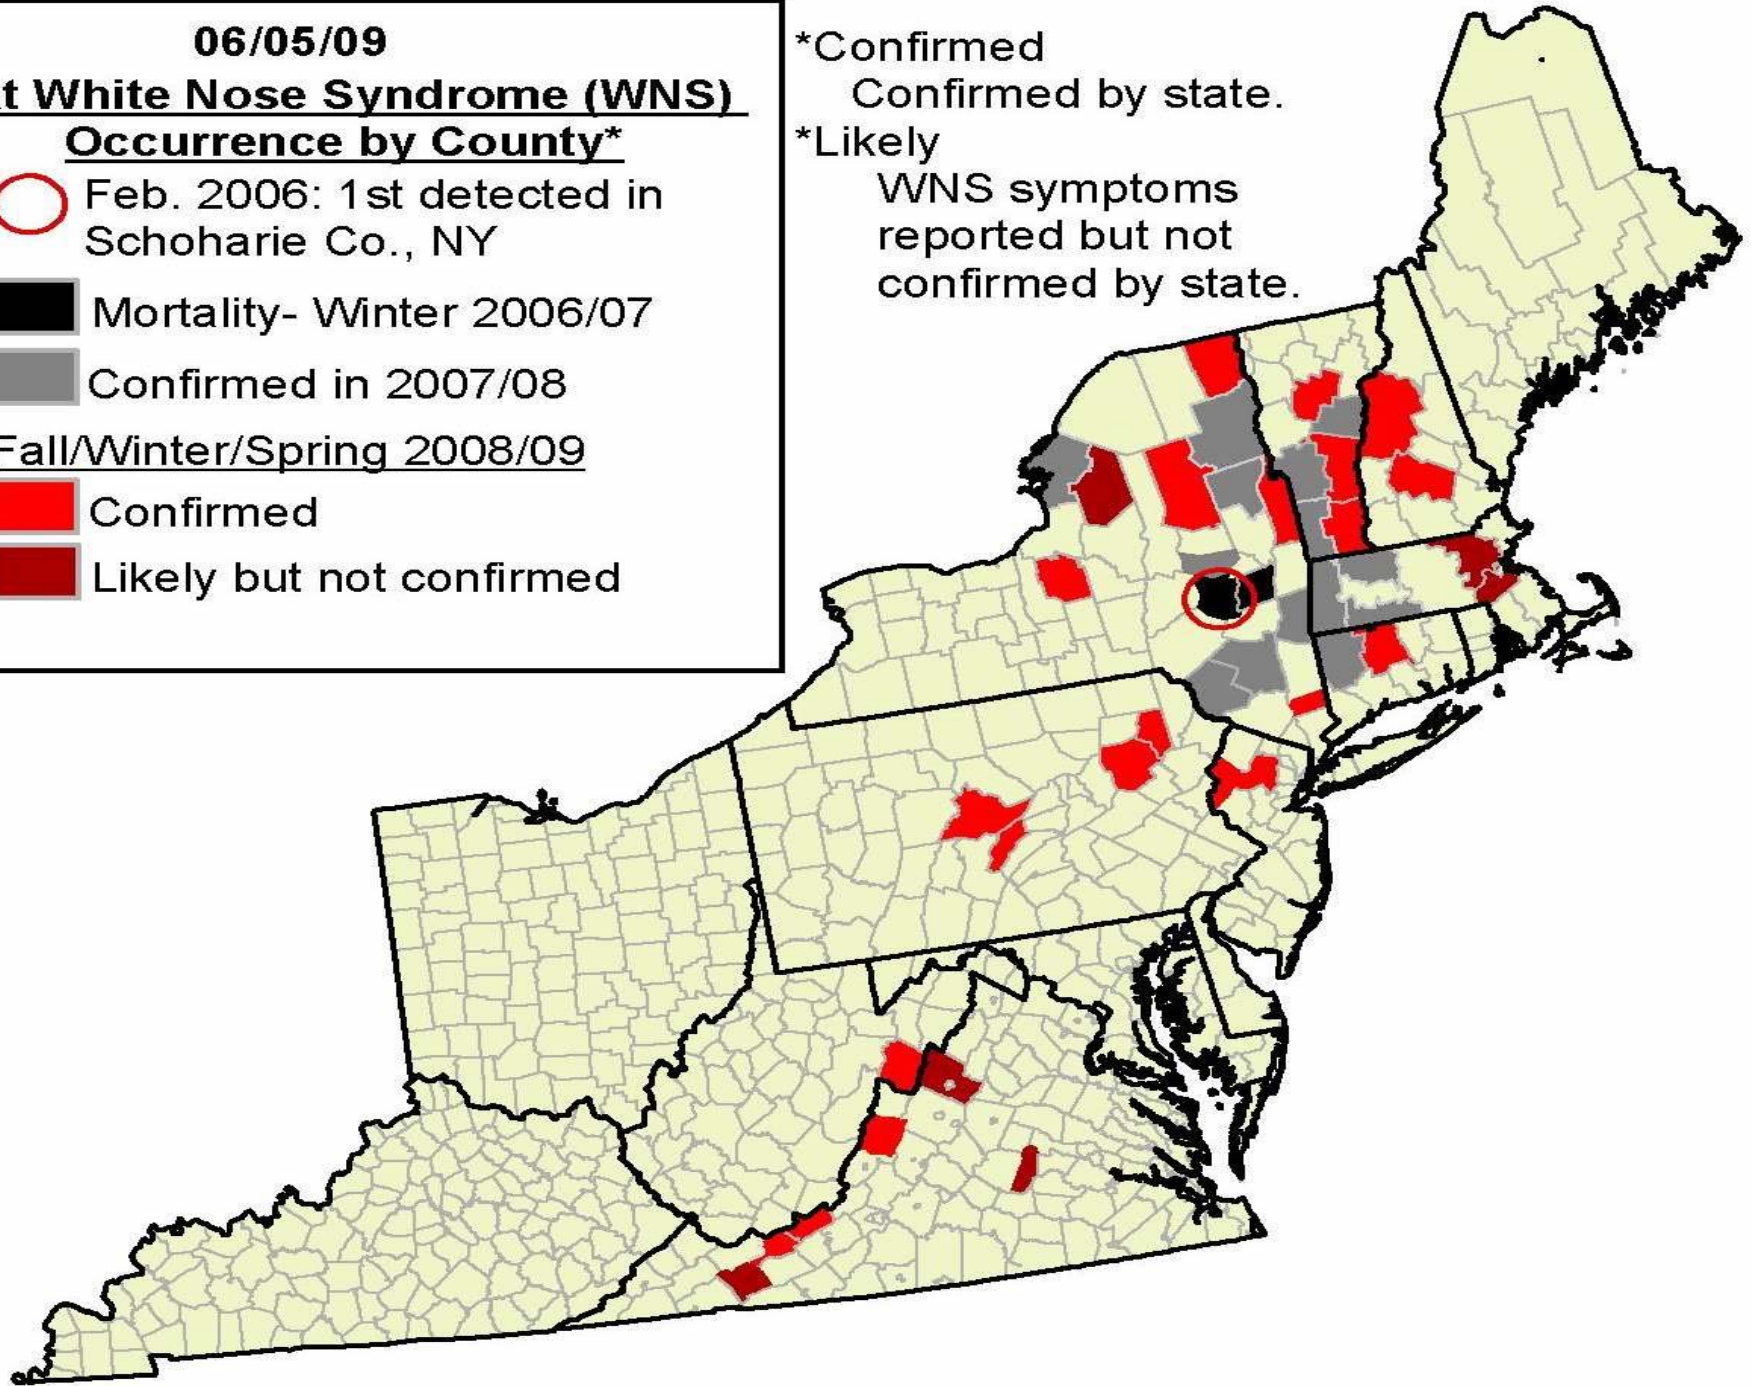 06/05/09
t White Nose Syndrome (WNS)
Occurrence by County*
Feb. 2006: 1st detected in
Schoharie Co., NY
Mortality- Winter 2006/07
Confirmed in 2007/08
Fall/Winter/Spring 2008/09
Confirmed
Likely but not confirmed
*Confirmed
Confirmed by state.
*Likely
WNS symptoms
reported but not
confirmed by state.